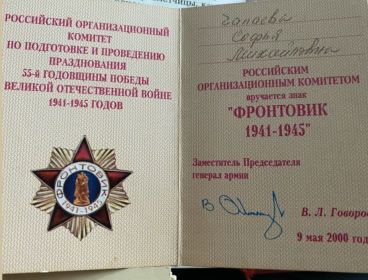 РОССИЙСКИЙ ОРГАНИЗАЦИОННЫЙ
КОМИТЕТ
ПО ПОДГОТОВКЕ И ПРОВЕДЕНИЮ
ПРАЗДНОВАНИЯ
55-й ГОДОВЩИНЫ ПОБЕДЫ
ВЕЛИКОЙ ОТЕЧЕСТВЕННОЙ ВОЙНЕ
1941-1945 ГОДОВ
ФРОНТОВИК
1941-1945
Чапаева
Софья
Михайловна
РОССИЙСКИМ
ОРГАНИЗАЦИОННЫМ КОМИТЕТОМ
вручается знак
"ФРОНТОВИК
1941-1945"
Заместитель Председателя
генерал армии
В. Л. Говоро
9 мая 2000 год